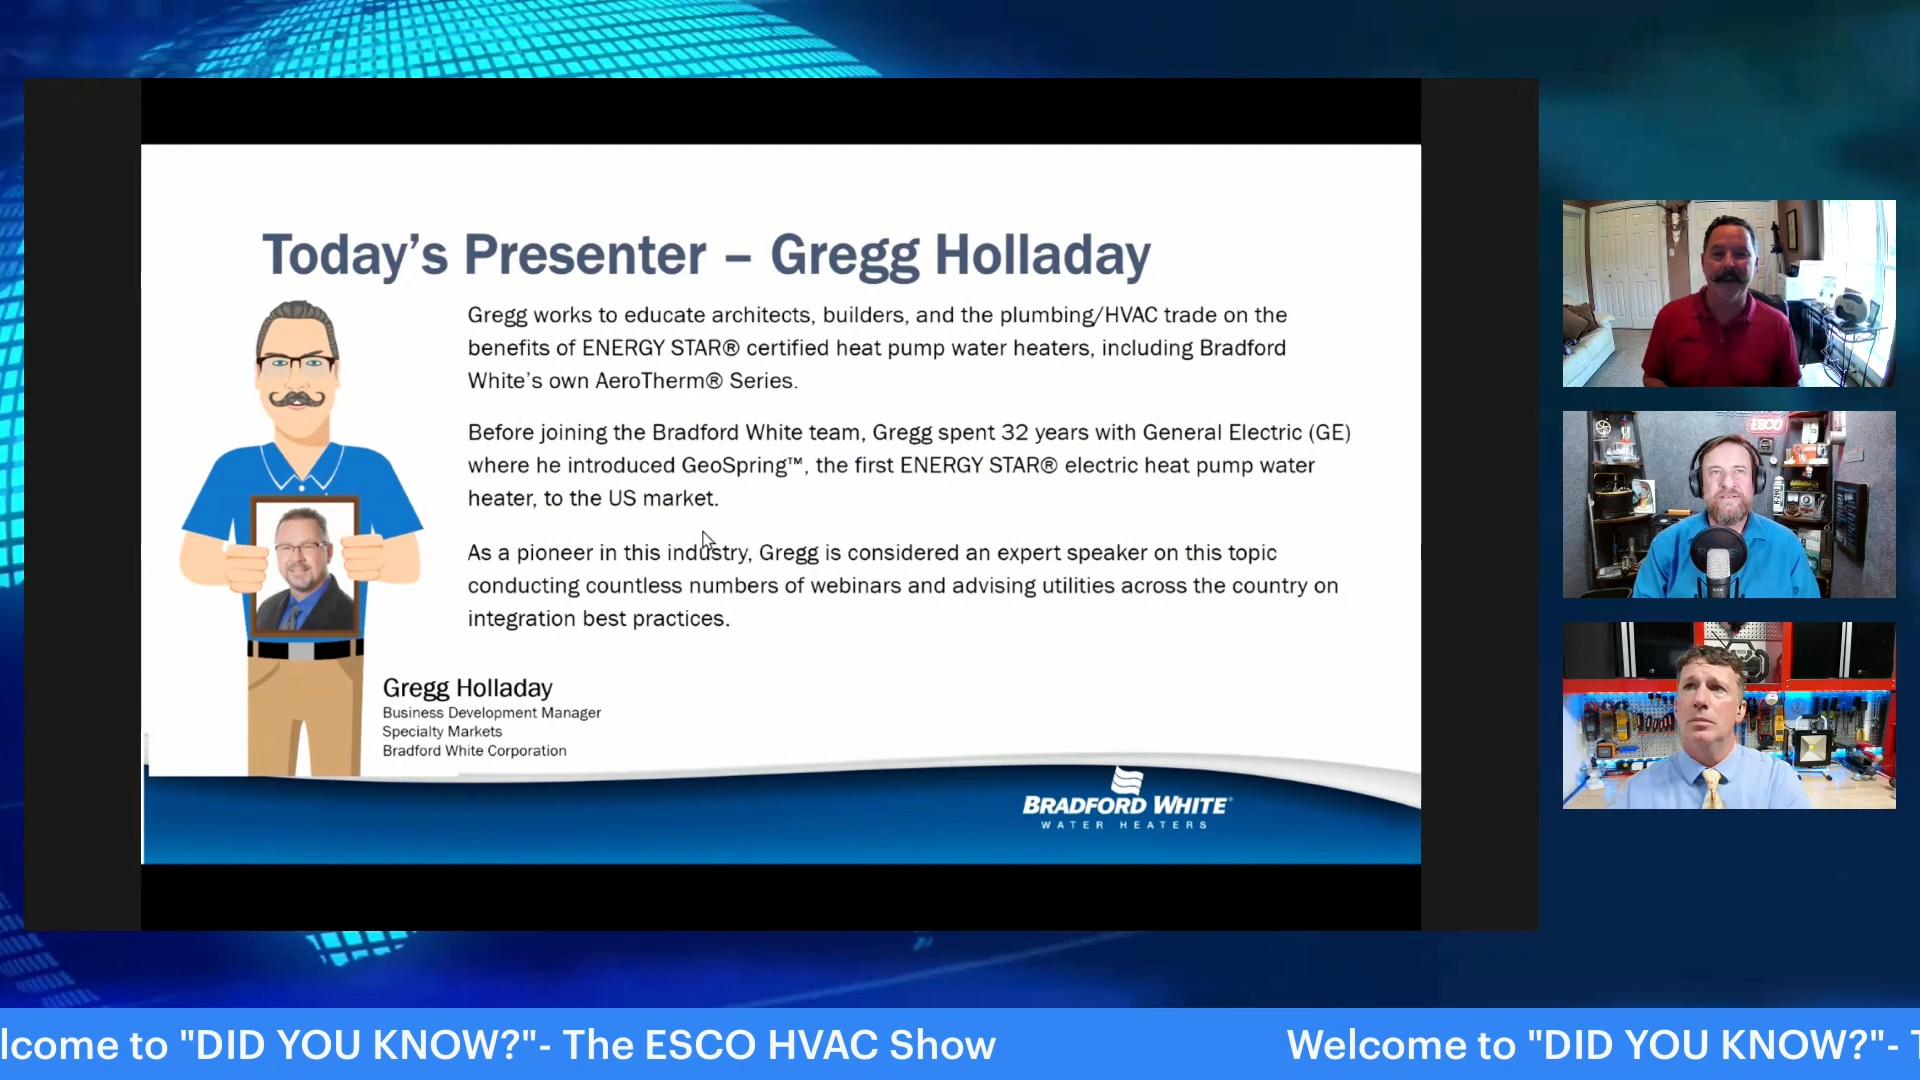 Today's Presenter – Gregg Holladay
Gregg works to educate architects, builders, and the plumbing/HVAC trade on the
benefits of ENERGY STAR® certified heat pump water heaters, including Bradford
White's own AeroTherm® Series.
Before joining the Bradford White team, Gregg spent 32 years with General Electric (GE)
where he introduced GeoSpring™, the first ENERGY STAR® electric heat pump water
heater, to the US market.
As a pioneer in this industry, Gregg is considered an expert speaker on this topic
conducting countless numbers of webinars and advising utilities across the country on
integration best practices.
Gregg Holladay
Business Development Manager
Specialty Markets
Bradford White Corporation
BRADFORD WHITE®
WATER HEATERS
ESCO
lcome to "DID YOU KNOW?"- The ESCO HVAC Show
Welcome to "DID YOU KNOW?"- T